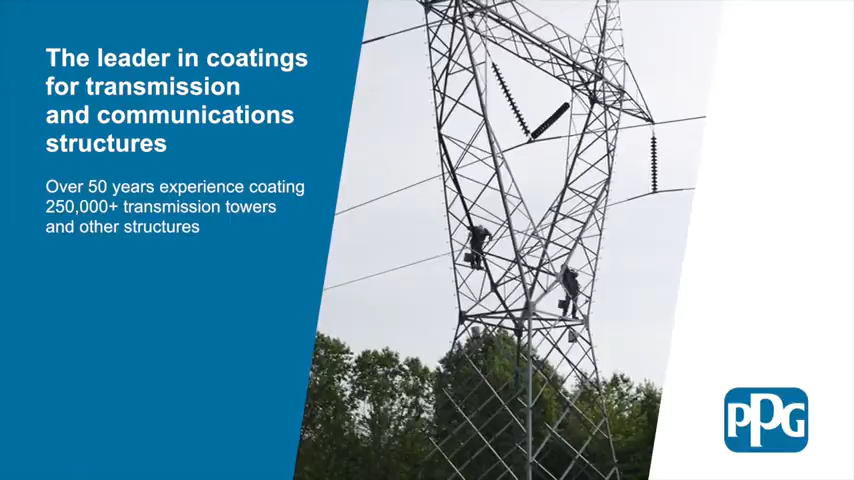 The leader in coatings
for transmission
and communications
structures
Over 50 years experience coating
250,000+ transmission towers
and other structures
PPG